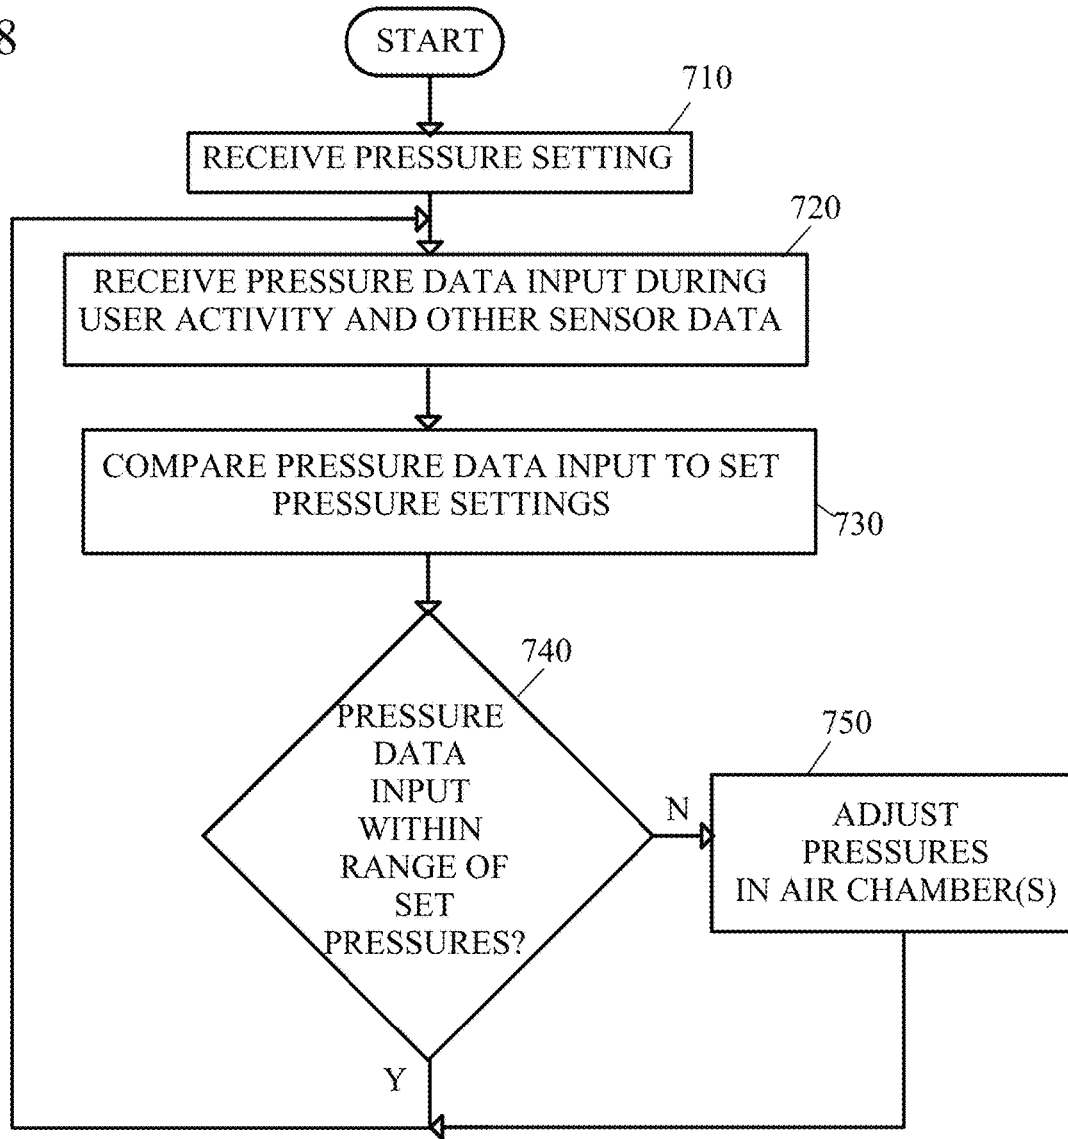 8
START
710
RECEIVE PRESSURE SETTING
720
RECEIVE PRESSURE DATA INPUT DURING
USER ACTIVITY AND OTHER SENSOR DATA
COMPARE PRESSURE DATA INPUT TO SET
PRESSURE SETTINGS
730
740
PRESSURE
DATA
INPUT
WITHIN
RANGE OF
SET
PRESSURES?
N
750
ADJUST
PRESSURES
IN AIR CHAMBER(S)
Y